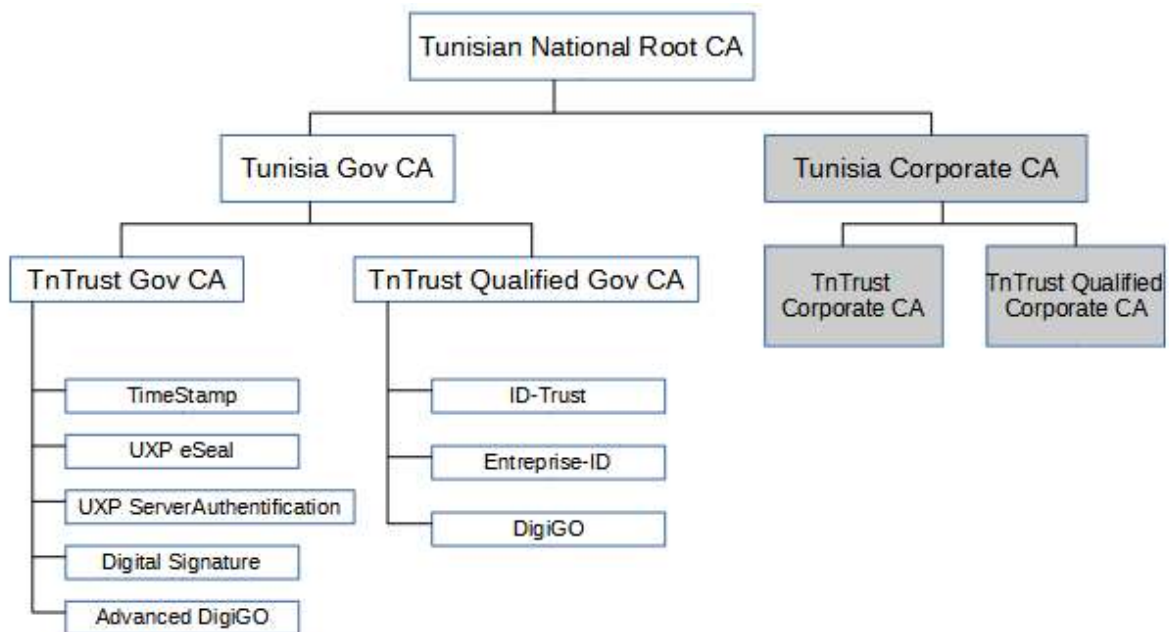 Tunisian National Root CA
Tunisia Gov CA
Tunisia Corporate CA
TnTrust Gov CA
TnTrust Qualified Gov CA
TnTrust
Corporate CA
TnTrust Qualified
Corporate CA
TimeStamp
UXP eSeal
UXP ServerAuthentification
Digital Signature
Advanced DigiGO
ID-Trust
Entreprise-ID
DigiGO